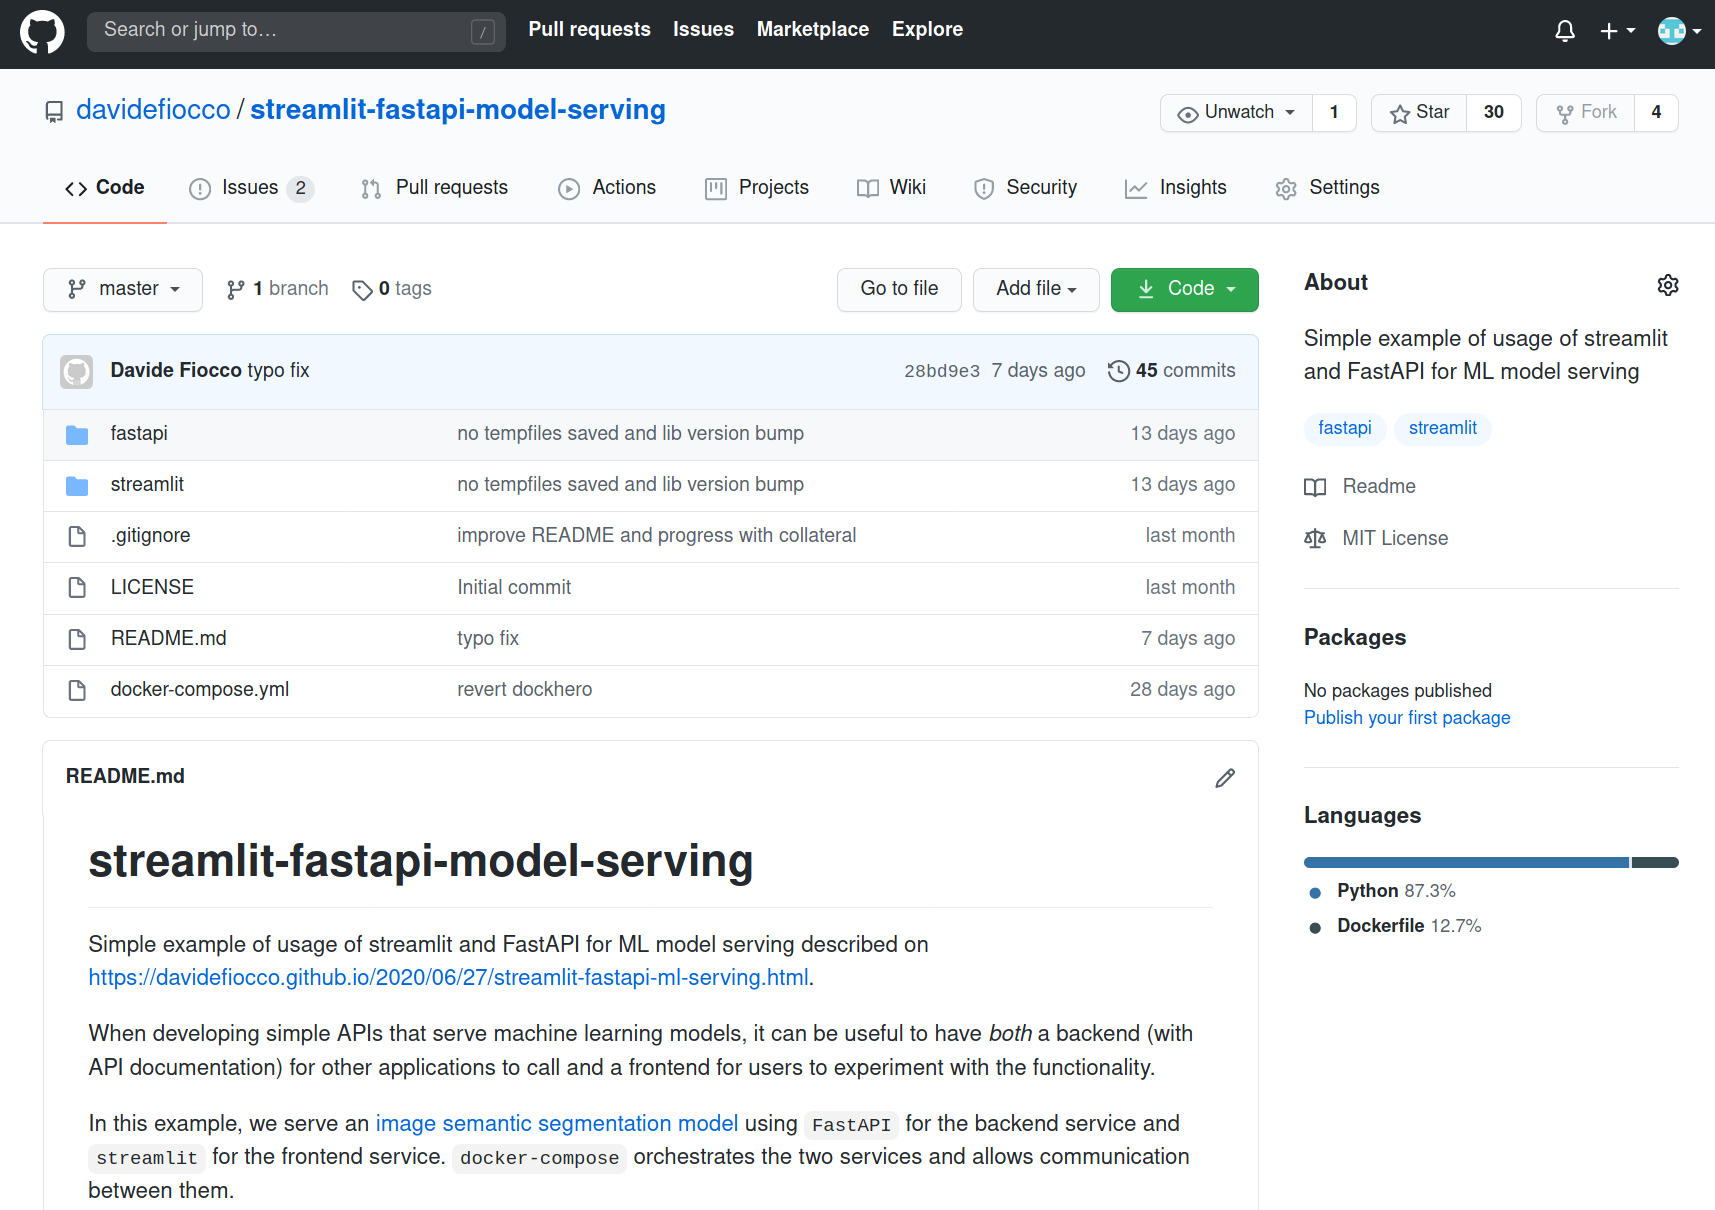 Search or jump to… /
Pull requests Issues Marketplace Explore
davidefiocco / streamlit-fastapi-model-serving
Unwatch 1 Star 30 Fork 4
Code Issues 2 Pull requests Actions Projects Wiki Security Insights Settings
master 1 branch 0 tags Go to file Add file Code
Davide Fiocco typo fix 28bd9e3 7 days ago 45 commits
fastapi no tempfiles saved and lib version bump 13 days ago
streamlit no tempfiles saved and lib version bump 13 days ago
.gitignore improve README and progress with collateral last month
LICENSE Initial commit last month
README.md typo fix 7 days ago
docker-compose.yml revert dockhero 28 days ago
README.md
streamlit-fastapi-model-serving
Simple example of usage of streamlit and FastAPI for ML model serving described on
https://davidefiocco.github.io/2020/06/27/streamlit-fastapi-ml-serving.html.
When developing simple APIs that serve machine learning models, it can be useful to have both a backend (with
API documentation) for other applications to call and a frontend for users to experiment with the functionality.
In this example, we serve an image semantic segmentation model using FastAPI for the backend service and
streamlit for the frontend service. docker-compose orchestrates the two services and allows communication
between them.
About
Simple example of usage of streamlit
and FastAPI for ML model serving
fastapi streamlit
Readme
MIT License
Packages
No packages published
Publish your first package
Languages
Python 87.3%
Dockerfile 12.7%